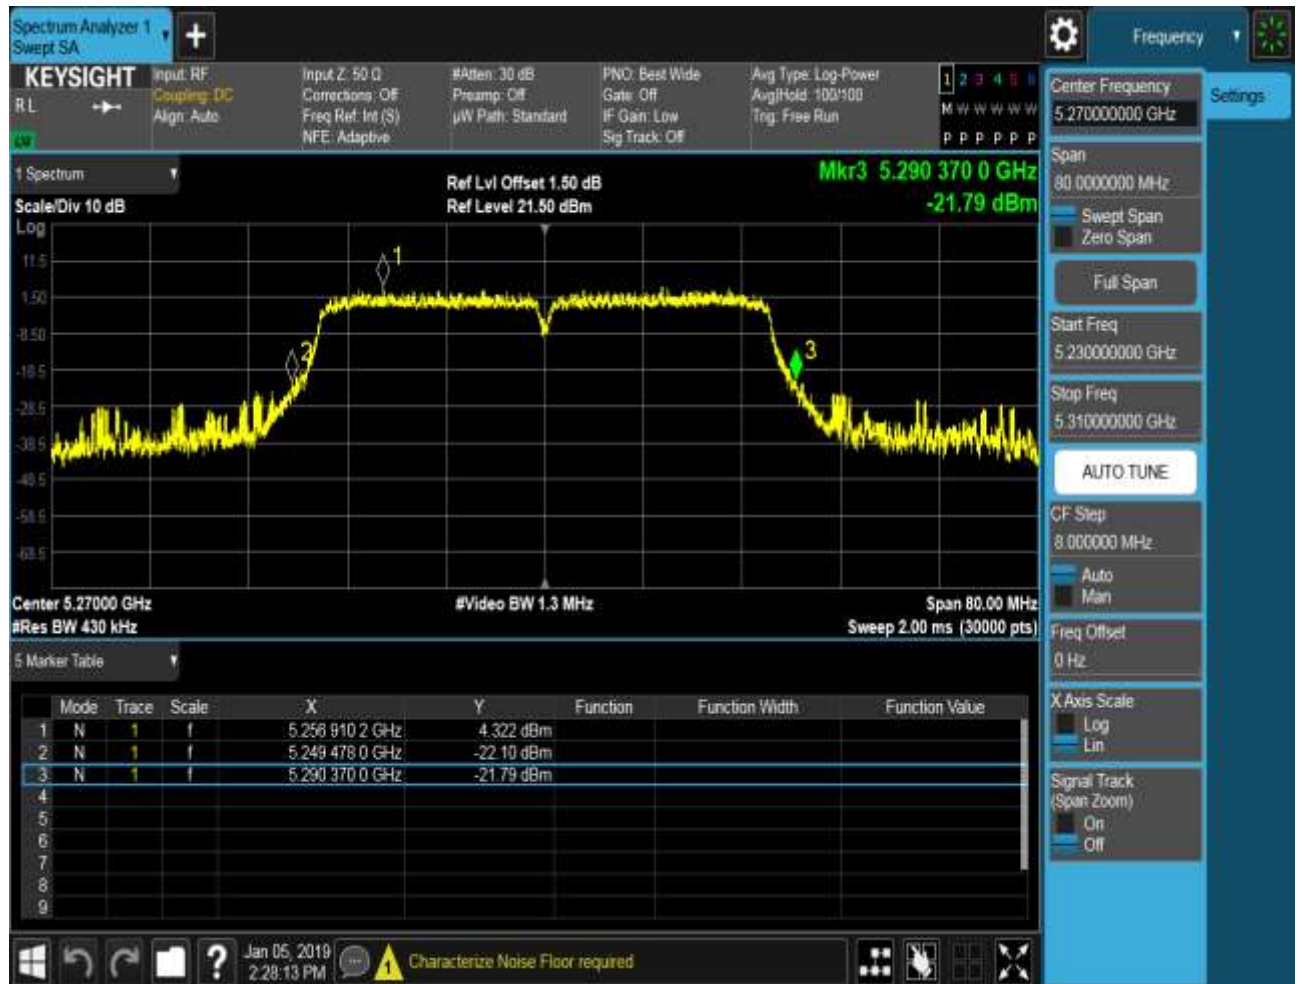 Spectrum Analyzer 1
Swept SA
+
Frequency
KEYSIGHT
RL
Input: RF
Coupling: DC
Align: Auto
Input Z: 50 Ω
Corrections: Off
Freq Ref: Int (S)
NFE: Adaptive
#Atten: 30 dB
Preamp: Off
µW Path: Standard
PNO: Best Wide
Gate: Off
IF Gain: Low
Sig Track: Off
Avg Type: Log-Power
Avg|Hold: 100/100
Trig: Free Run
1 2 3 4 5 6
M W W W W W
P P P P P P
1 Spectrum
Scale/Div 10 dB
Ref Lvl Offset 1.50 dB
Ref Level 21.50 dBm
Mkr3 5.290 370 0 GHz
-21.79 dBm
Log
11.5
1.50
-8.50
-18.5
-28.5
-38.5
-48.5
-58.5
-68.5
1
2
3
Center 5.27000 GHz
#Video BW 1.3 MHz
Span 80.00 MHz
#Res BW 430 kHz
Sweep 2.00 ms (30000 pts)
5 Marker Table
Mode Trace Scale X Y Function Function Width Function Value
1 N 1 f 5.256 910 2 GHz 4.322 dBm
2 N 1 f 5.249 478 0 GHz -22.10 dBm
3 N 1 f 5.290 370 0 GHz -21.79 dBm
4
5
6
7
8
9
Center Frequency
5.270000000 GHz
Settings
Span
80.0000000 MHz
Swept Span
Zero Span
Full Span
Start Freq
5.230000000 GHz
Stop Freq
5.310000000 GHz
AUTO TUNE
CF Step
8.000000 MHz
Auto
Man
Freq Offset
0 Hz
X Axis Scale
Log
Lin
Signal Track
(Span Zoom)
On
Off
?
Jan 05, 2019
2:28:13 PM
1
Characterize Noise Floor required